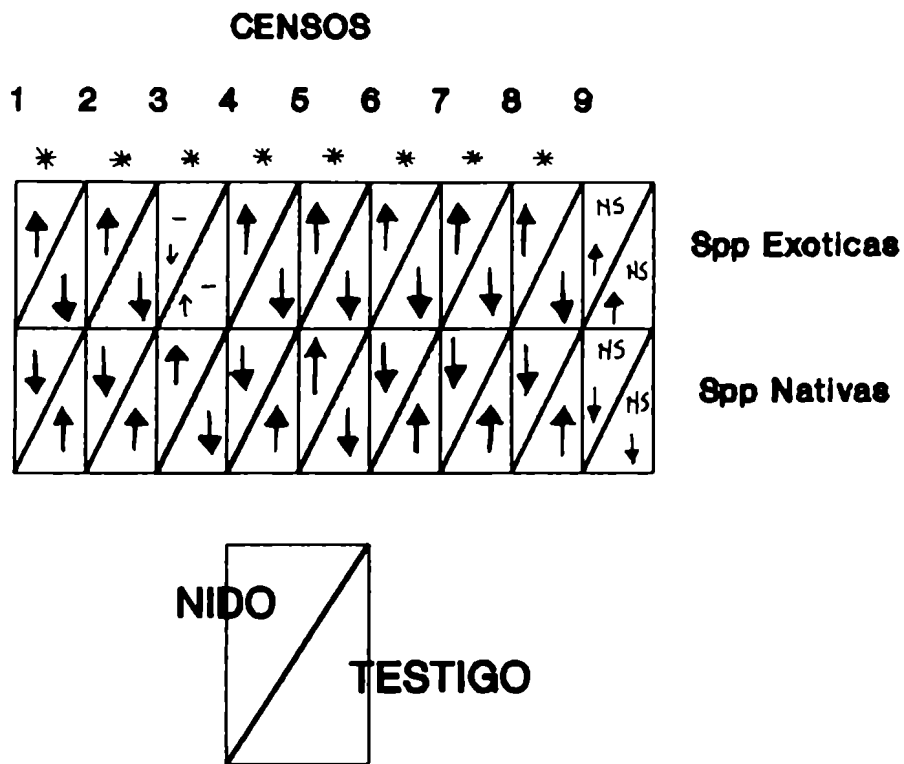 CENSOS
1 2 3 4 5 6 7 8 9
* * * * * * * *
NS
NS
Spp Exoticas
NS
NS
Spp Nativas
NIDO
TESTIGO